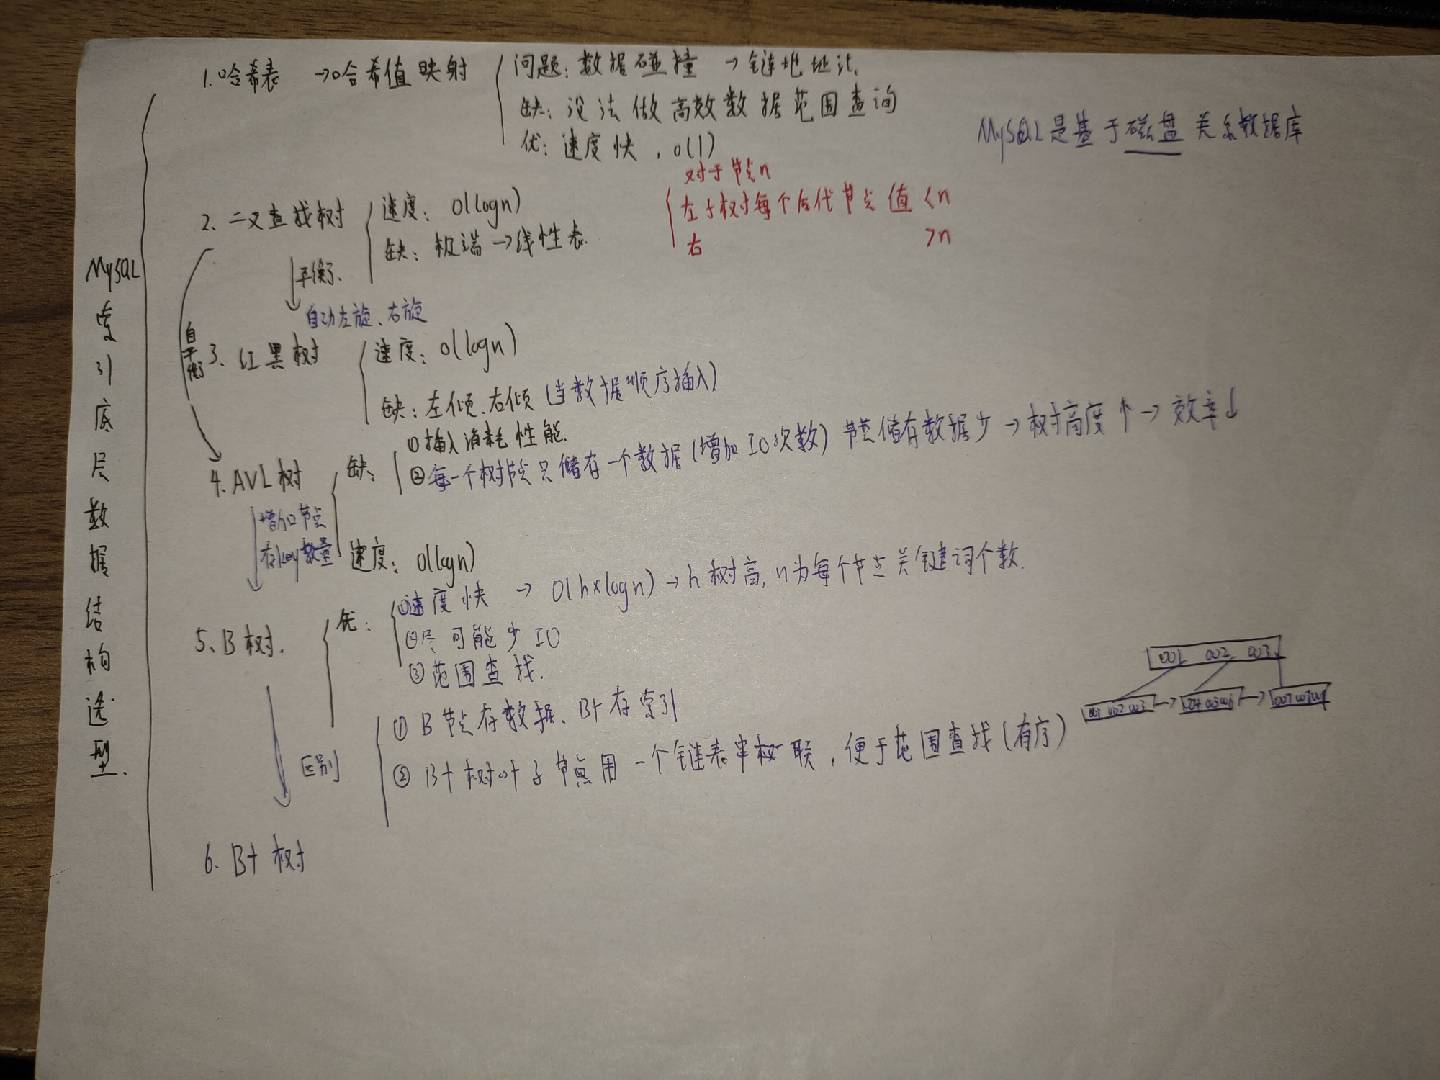 MySQL索引底层数据结构选型.
MySQL是基于磁盘关系数据库
1.哈希表 →哈希值映射
问题:数据碰撞 →链地址法.
缺:没法做高效数据范围查询
优:速度快,O(1)
2.二叉查找树
速度:O(logn)
缺:极端→线性表.
对于节点n
左子树每个后代节点值<n
右 >n
平衡、
自动左旋、右旋
自平衡
3.红黑树
速度:O(logn)
缺:左倾、右倾(当数据顺序插入)
4.AVL树
缺:
①插入消耗性能.
②每一个树节点只储存一个数据(增加IO次数) 节点储存数据少→树高度↑→效率↓
速度:O(logn)
增加节点
存key数量
5、B树.
优:
①速度快 → O(h×logn)→h树高,n为每个节点关键词个数.
②尽可能少IO
③范围查找.
区别
①B节点存数据、B+存索引
②B+树叶子节点用一个链表串联,便于范围查找(有序)
001 002 003
001 002 003
6.B+树